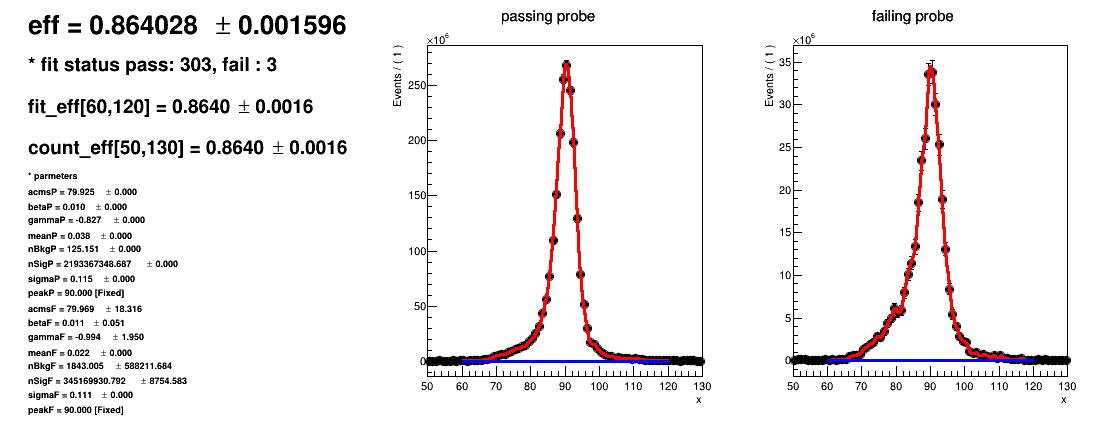 eff = 0.864028 ± 0.001596
* fit status pass: 303, fail : 3
fit_eff[60,120] = 0.8640 ± 0.0016
count_eff[50,130] = 0.8640 ± 0.0016
* parmeters
acmsP = 79.925 ± 0.000
betaP = 0.010 ± 0.000
gammaP = -0.827 ± 0.000
meanP = 0.038 ± 0.000
nBkgP = 125.151 ± 0.000
nSigP = 2193367348.687 ± 0.000
sigmaP = 0.115 ± 0.000
peakP = 90.000 [Fixed]
acmsF = 79.969 ± 18.316
betaF = 0.011 ± 0.051
gammaF = -0.994 ± 1.950
meanF = 0.022 ± 0.000
nBkgF = 1843.005 ± 588211.684
nSigF = 345169930.792 ± 8754.583
sigmaF = 0.111 ± 0.000
peakF = 90.000 [Fixed]
passing probe
×10⁶
Events / ( 1 )
250
200
150
100
50
0
50 60 70 80 90 100 110 120 130
x
failing probe
×10⁶
Events / ( 1 )
35
30
25
20
15
10
5
0
50 60 70 80 90 100 110 120 130
x